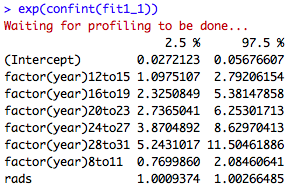 > exp(confint(fit1_1))
Waiting for profiling to be done...
2.5 % 97.5 %
(Intercept) 0.0272123 0.05676607
factor(year)12to15 1.0975107 2.79206154
factor(year)16to19 2.3250849 5.38147858
factor(year)20to23 2.7365041 6.25301713
factor(year)24to27 3.8704892 8.62970413
factor(year)28to31 5.2431017 11.50461886
factor(year)8to11 0.7699860 2.08460641
rads 1.0009374 1.00266485